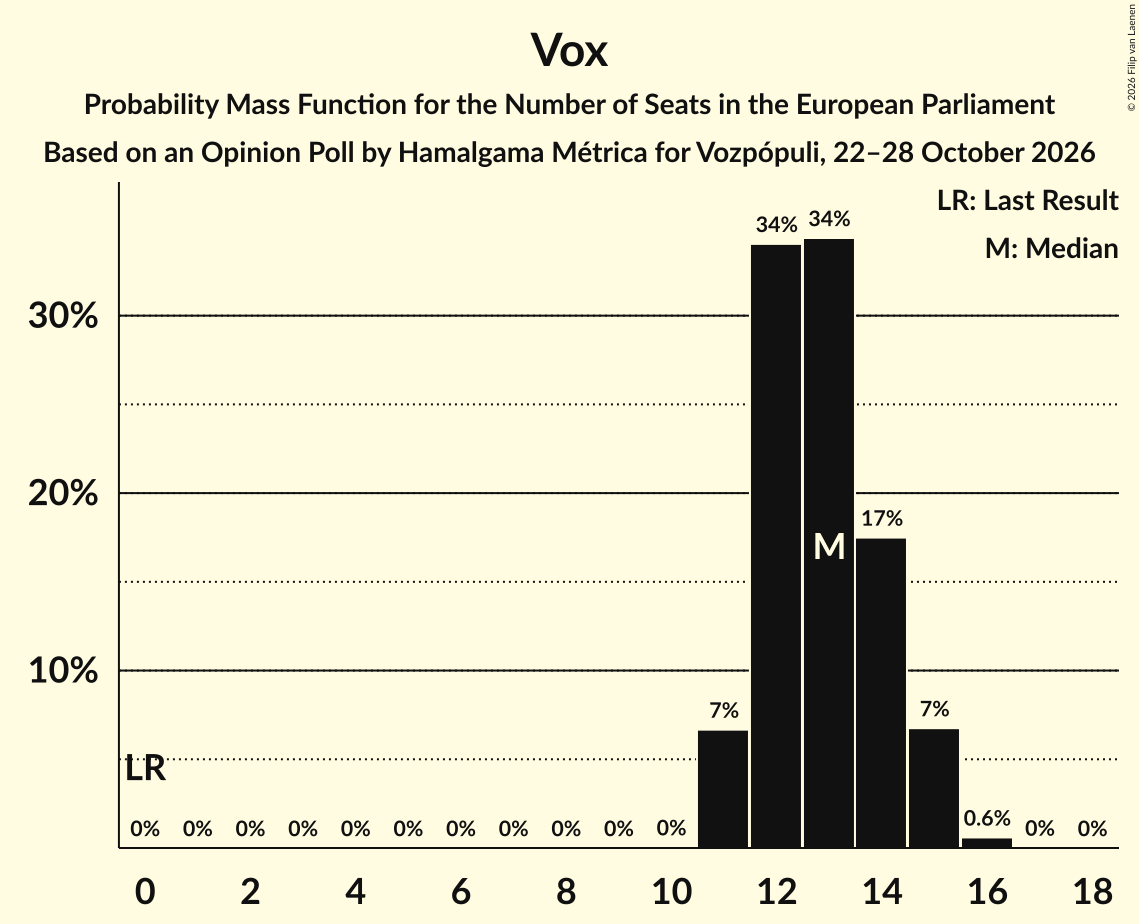 Vox
Probability Mass Function for the Number of Seats in the European Parliament
Based on an Opinion Poll by Hamalgama Métrica for Vozpópuli, 22–28 October 2026
© 2026 Filip van Laenen
LR: Last Result
M: Median
34% 34%
30%
20%
17%
M
10%
7% 7%
LR
0% 0% 0% 0% 0% 0% 0% 0% 0% 0% 0% 0.6% 0% 0%
0 2 4 6 8 10 12 14 16 18